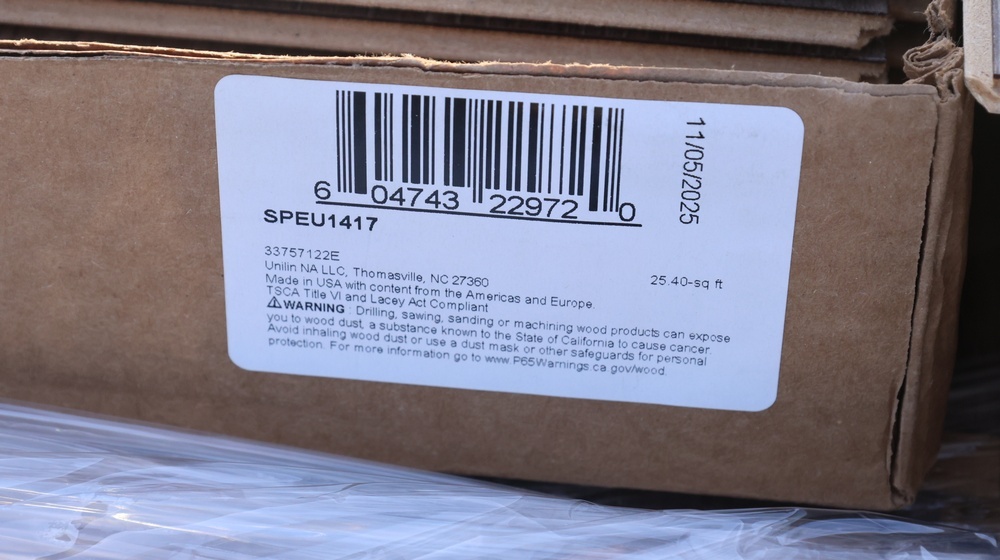 6 04743 22972 0
11/05/2025
SPEU1417
33757122E
Unilin NA LLC, Thomasville, NC 27360
25.40-sq ft
Made in USA with content from the Americas and Europe.
TSCA Title VI and Lacey Act Compliant
⚠WARNING : Drilling, sawing, sanding or machining wood products can expose
you to wood dust, a substance known to the State of California to cause cancer.
Avoid inhaling wood dust or use a dust mask or other safeguards for personal
protection. For more information go to www.P65Warnings.ca.gov/wood.